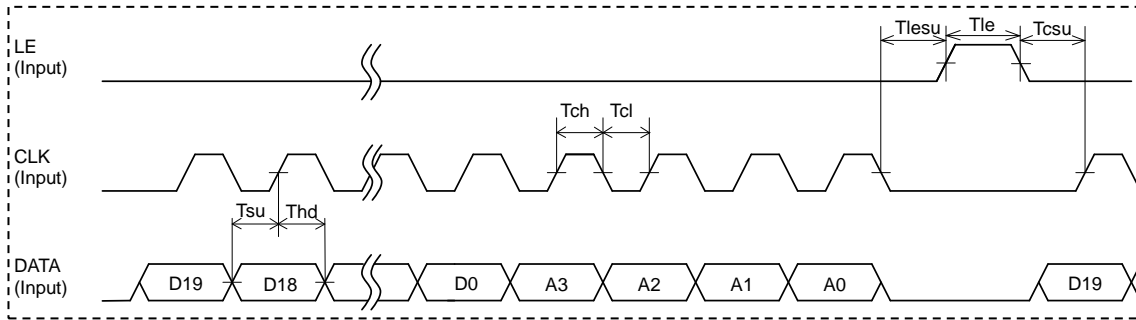 Tlesu Tle Tcsu
LE
(Input)
Tch Tcl
CLK
(Input)
Tsu Thd
DATA
(Input)
D19 D18 D0 A3 A2 A1 A0 D19